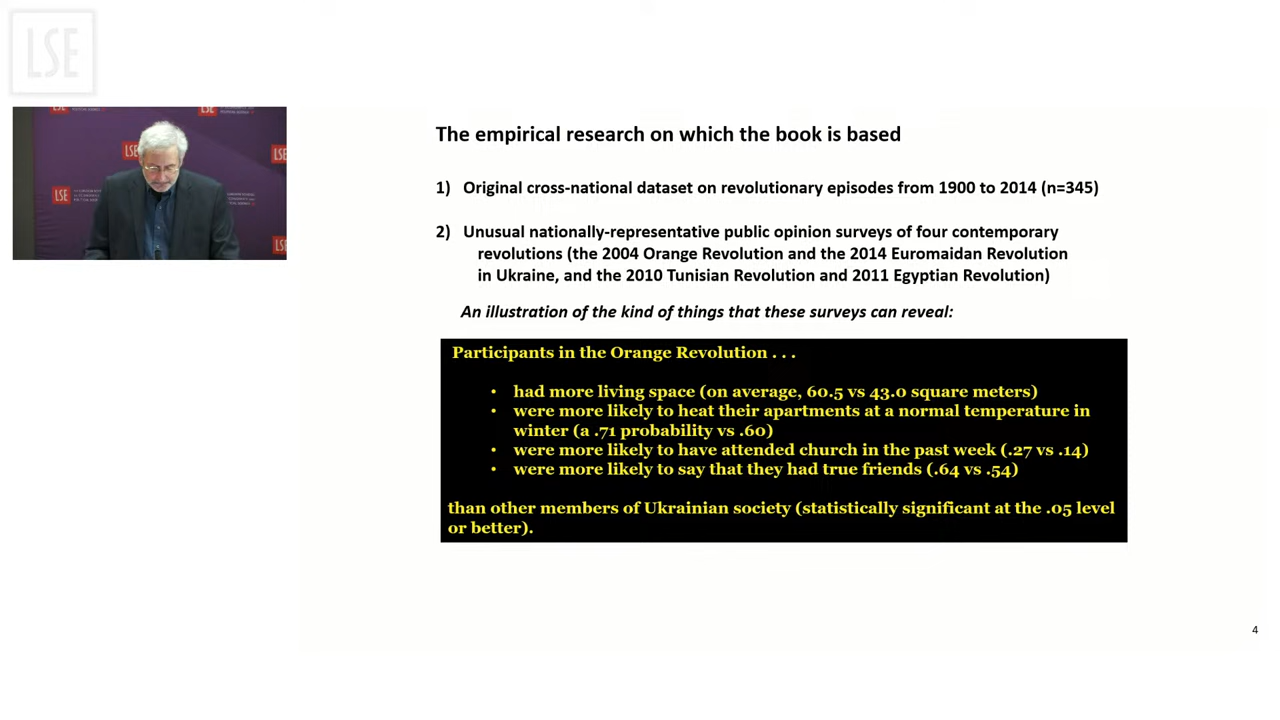 LSE
The empirical research on which the book is based
1) Original cross-national dataset on revolutionary episodes from 1900 to 2014 (n=345)
2) Unusual nationally-representative public opinion surveys of four contemporary
revolutions (the 2004 Orange Revolution and the 2014 Euromaidan Revolution
in Ukraine, and the 2010 Tunisian Revolution and 2011 Egyptian Revolution)
An illustration of the kind of things that these surveys can reveal:
Participants in the Orange Revolution . . .
• had more living space (on average, 60.5 vs 43.0 square meters)
• were more likely to heat their apartments at a normal temperature in
winter (a .71 probability vs .60)
• were more likely to have attended church in the past week (.27 vs .14)
• were more likely to say that they had true friends (.64 vs .54)
than other members of Ukrainian society (statistically significant at the .05 level
or better).
4
LSE
LSE
LSE
LSE